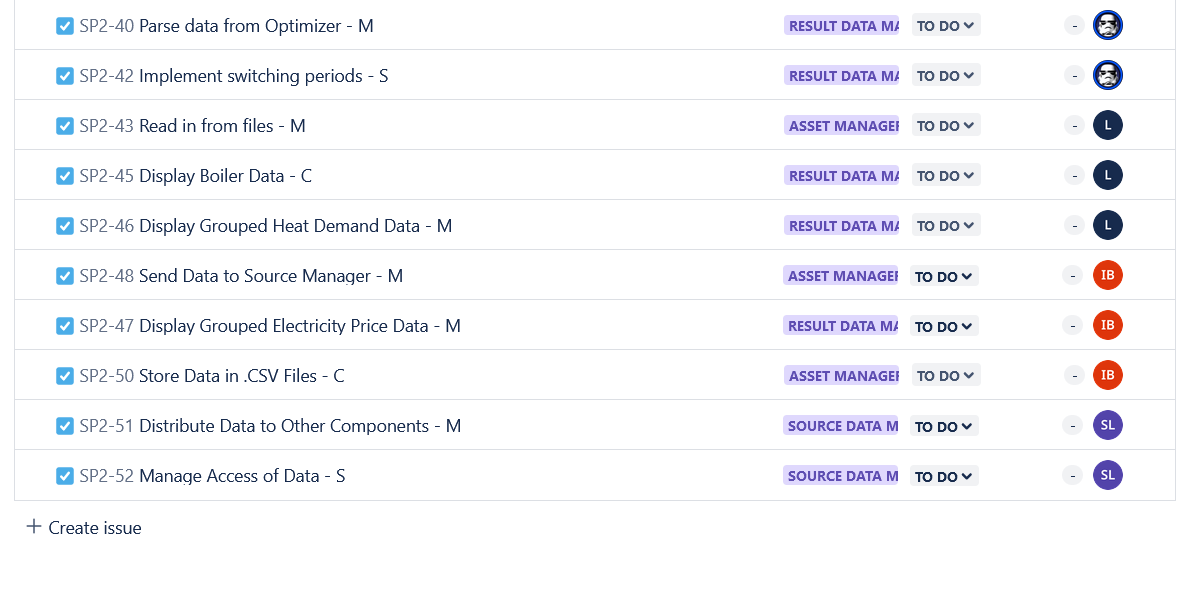 SP2-40 Parse data from Optimizer - M RESULT DATA MA TO DO -
SP2-42 Implement switching periods - S RESULT DATA MA TO DO -
SP2-43 Read in from files - M ASSET MANAGER TO DO - L
SP2-45 Display Boiler Data - C RESULT DATA MA TO DO - L
SP2-46 Display Grouped Heat Demand Data - M RESULT DATA MA TO DO - L
SP2-48 Send Data to Source Manager - M ASSET MANAGER TO DO - IB
SP2-47 Display Grouped Electricity Price Data - M RESULT DATA MA TO DO - IB
SP2-50 Store Data in .CSV Files - C ASSET MANAGER TO DO - IB
SP2-51 Distribute Data to Other Components - M SOURCE DATA M TO DO - SL
SP2-52 Manage Access of Data - S SOURCE DATA M TO DO - SL
+ Create issue